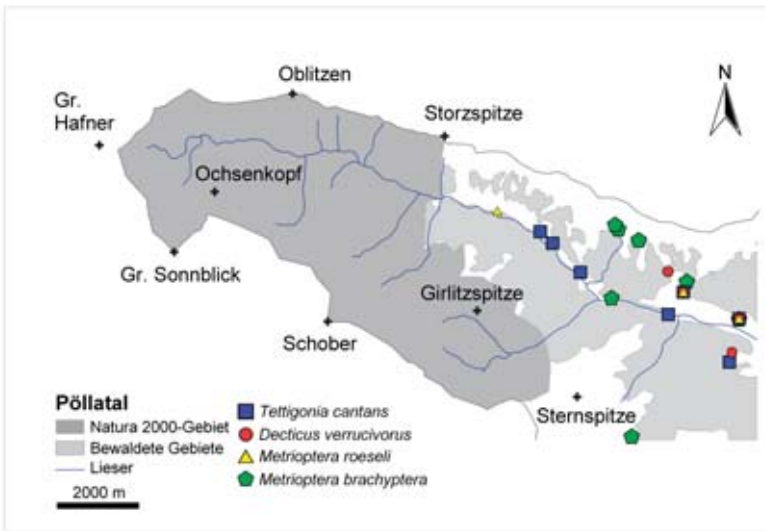 Oblitzen
N
Gr.
Hafner
Storzspitze
Ochsenkopf
Gr. Sonnblick
Girlitzspitze
Schober
Sternspitze
Pöllatal
Natura 2000-Gebiet
Bewaldete Gebiete
Lieser
2000 m
Tettigonia cantans
Decticus verrucivorus
Metrioptera roeseli
Metrioptera brachyptera